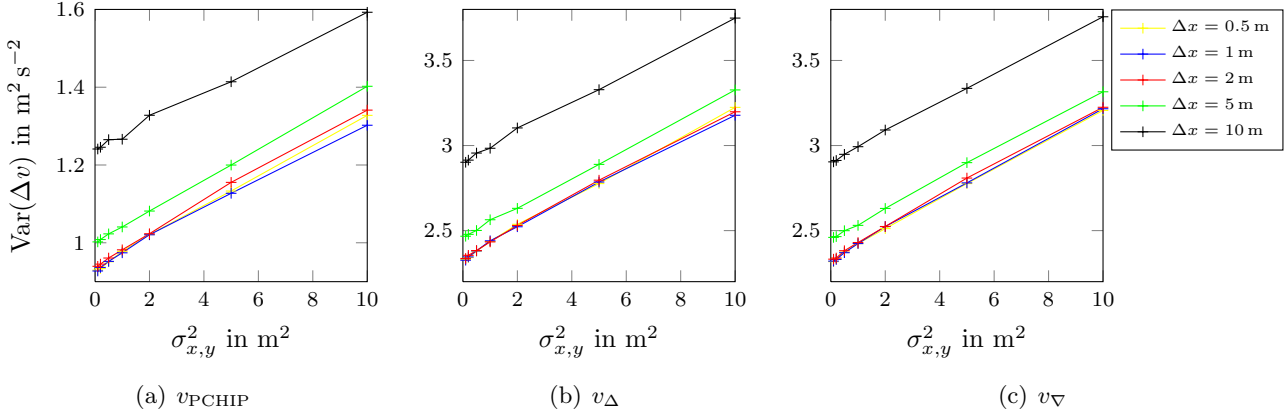 Var(Δv) in m² s⁻²
1.6
1.4
1.2
1
0 2 4 6 8 10
σ²x,y in m²
(a) vPCHIP
3.5
3
2.5
0 2 4 6 8 10
σ²x,y in m²
(b) vΔ
3.5
3
2.5
0 2 4 6 8 10
σ²x,y in m²
(c) v∇
Δx = 0.5 m
Δx = 1 m
Δx = 2 m
Δx = 5 m
Δx = 10 m